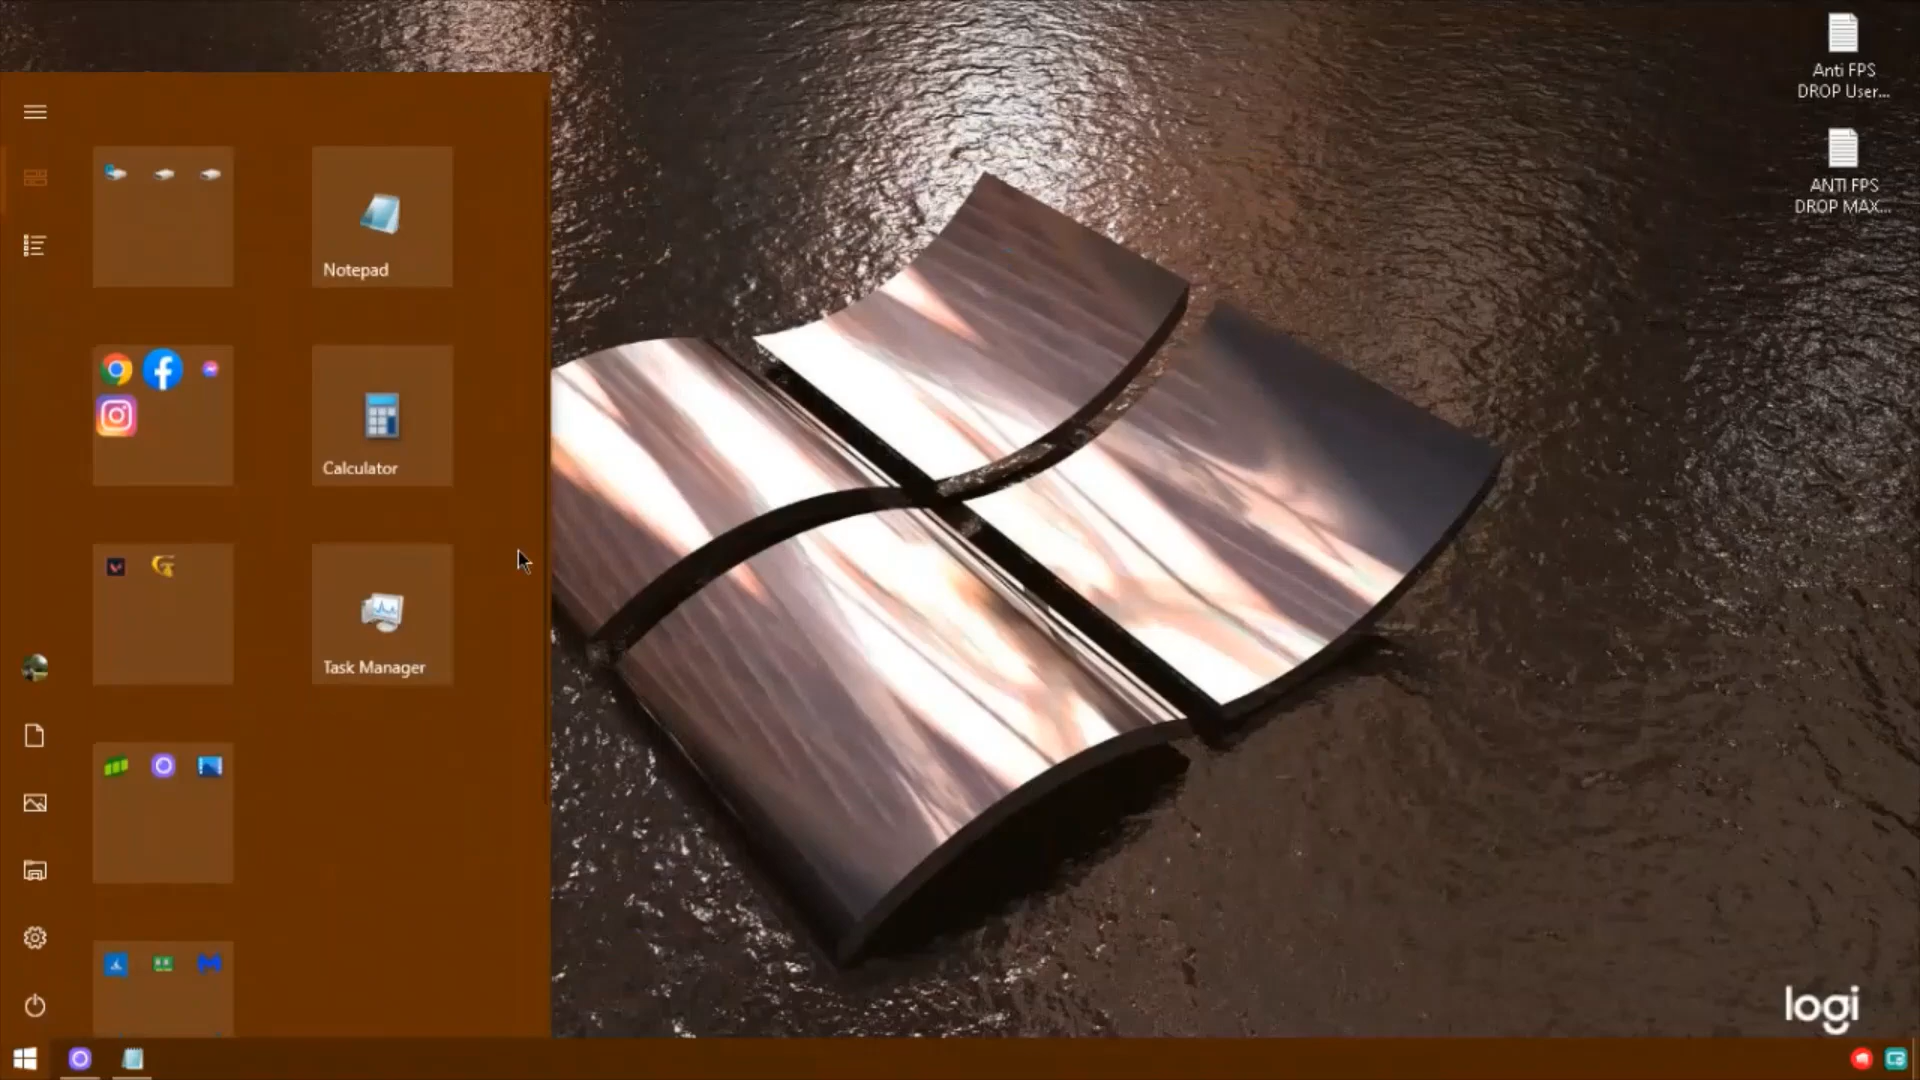 Anti FPS
DROP User...
ANTI FPS
DROP MAX...
Notepad
Calculator
Task Manager
logi